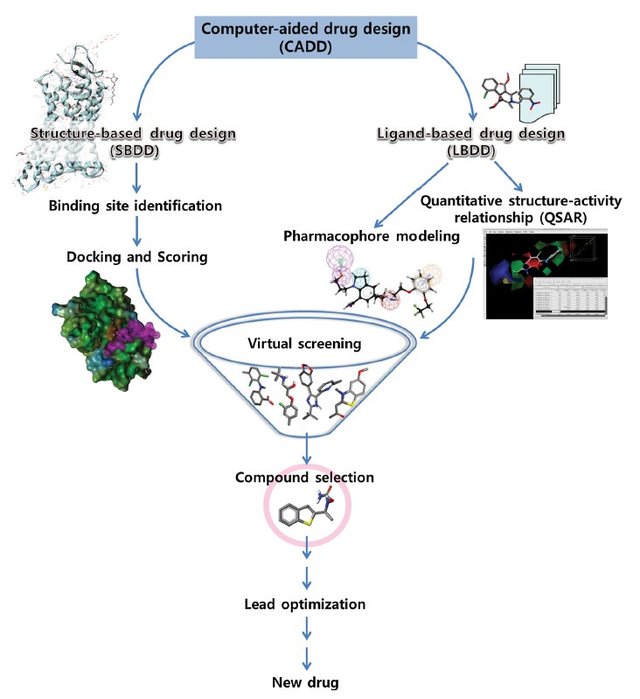 Computer-aided drug design
(CADD)
Structure-based drug design
(SBDD)
Ligand-based drug design
(LBDD)
Binding site identification
Quantitative structure-activity
relationship (QSAR)
Pharmacophore modeling
Docking and Scoring
Virtual screening
Compound selection
Lead optimization
New drug